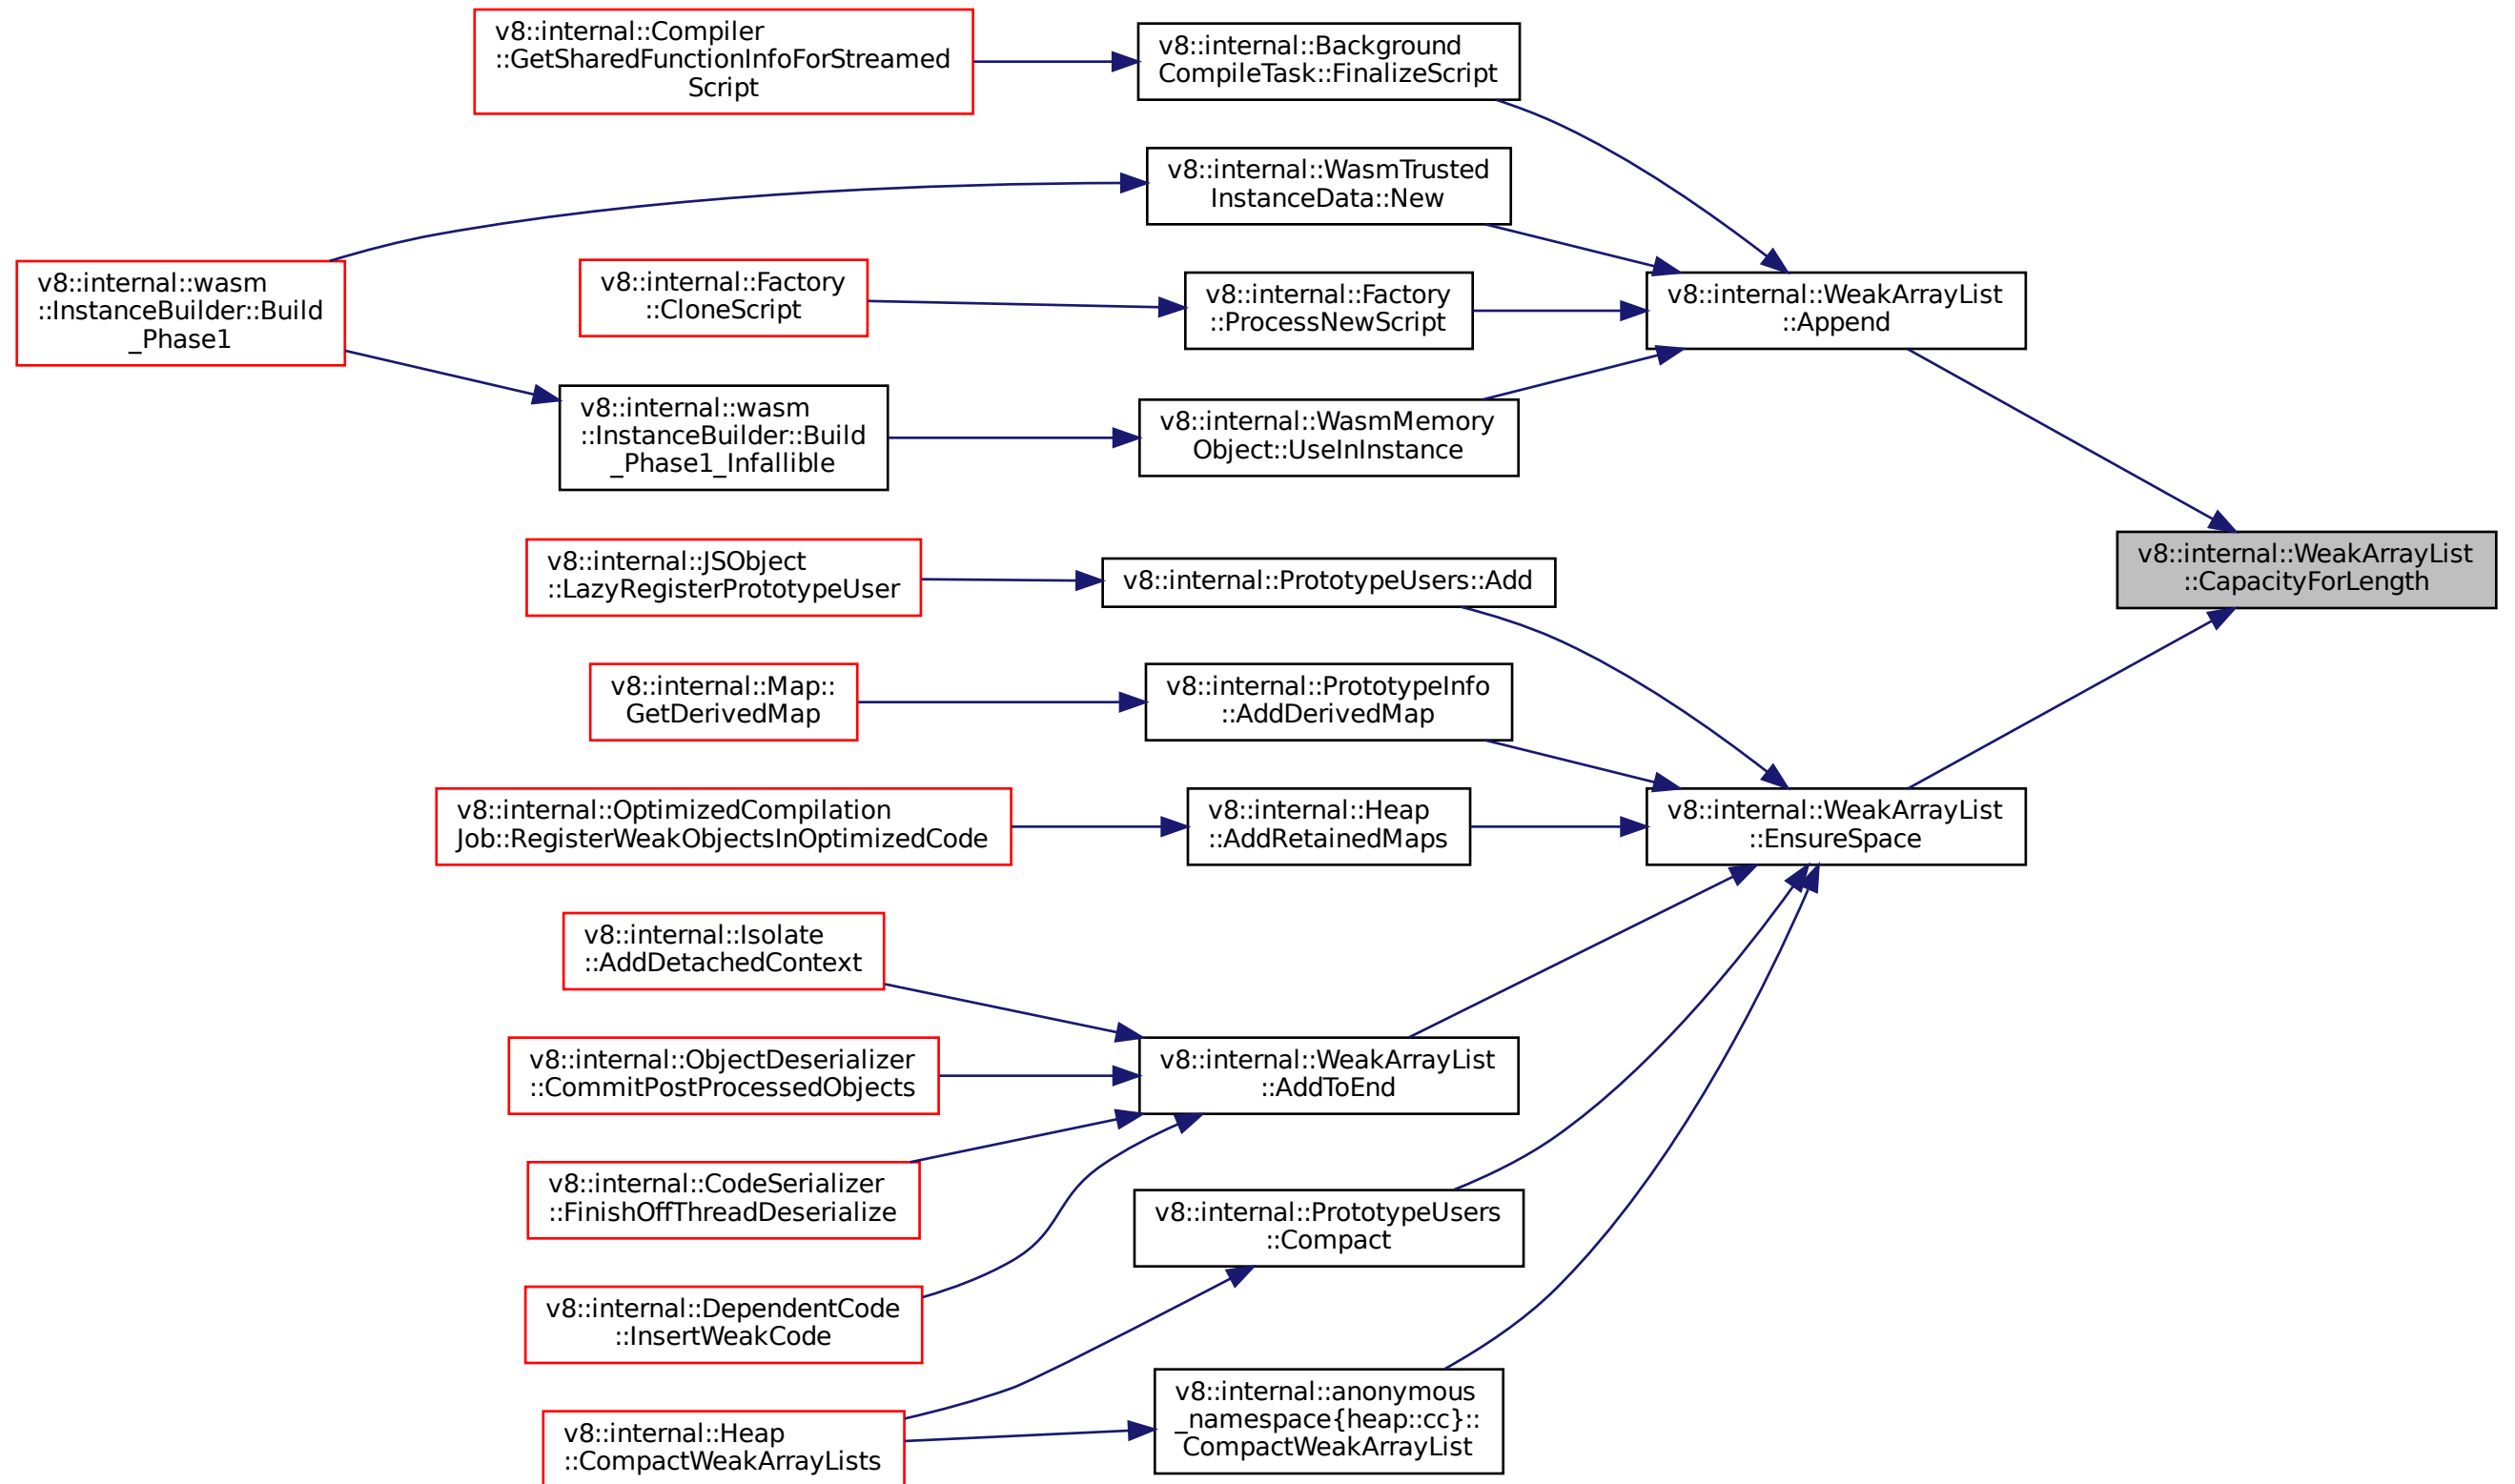 v8::internal::Compiler
::GetSharedFunctionInfoForStreamed
Script
v8::internal::Background
CompileTask::FinalizeScript
v8::internal::WasmTrusted
InstanceData::New
v8::internal::wasm
::InstanceBuilder::Build
_Phase1
v8::internal::Factory
::CloneScript
v8::internal::Factory
::ProcessNewScript
v8::internal::WeakArrayList
::Append
v8::internal::wasm
::InstanceBuilder::Build
_Phase1_Infallible
v8::internal::WasmMemory
Object::UseInInstance
v8::internal::JSObject
::LazyRegisterPrototypeUser
v8::internal::PrototypeUsers::Add
v8::internal::WeakArrayList
::CapacityForLength
v8::internal::Map::
GetDerivedMap
v8::internal::PrototypeInfo
::AddDerivedMap
v8::internal::OptimizedCompilation
Job::RegisterWeakObjectsInOptimizedCode
v8::internal::Heap
::AddRetainedMaps
v8::internal::WeakArrayList
::EnsureSpace
v8::internal::Isolate
::AddDetachedContext
v8::internal::ObjectDeserializer
::CommitPostProcessedObjects
v8::internal::WeakArrayList
::AddToEnd
v8::internal::CodeSerializer
::FinishOffThreadDeserialize
v8::internal::PrototypeUsers
::Compact
v8::internal::DependentCode
::InsertWeakCode
v8::internal::Heap
::CompactWeakArrayLists
v8::internal::anonymous
_namespace{heap::cc}::
CompactWeakArrayList